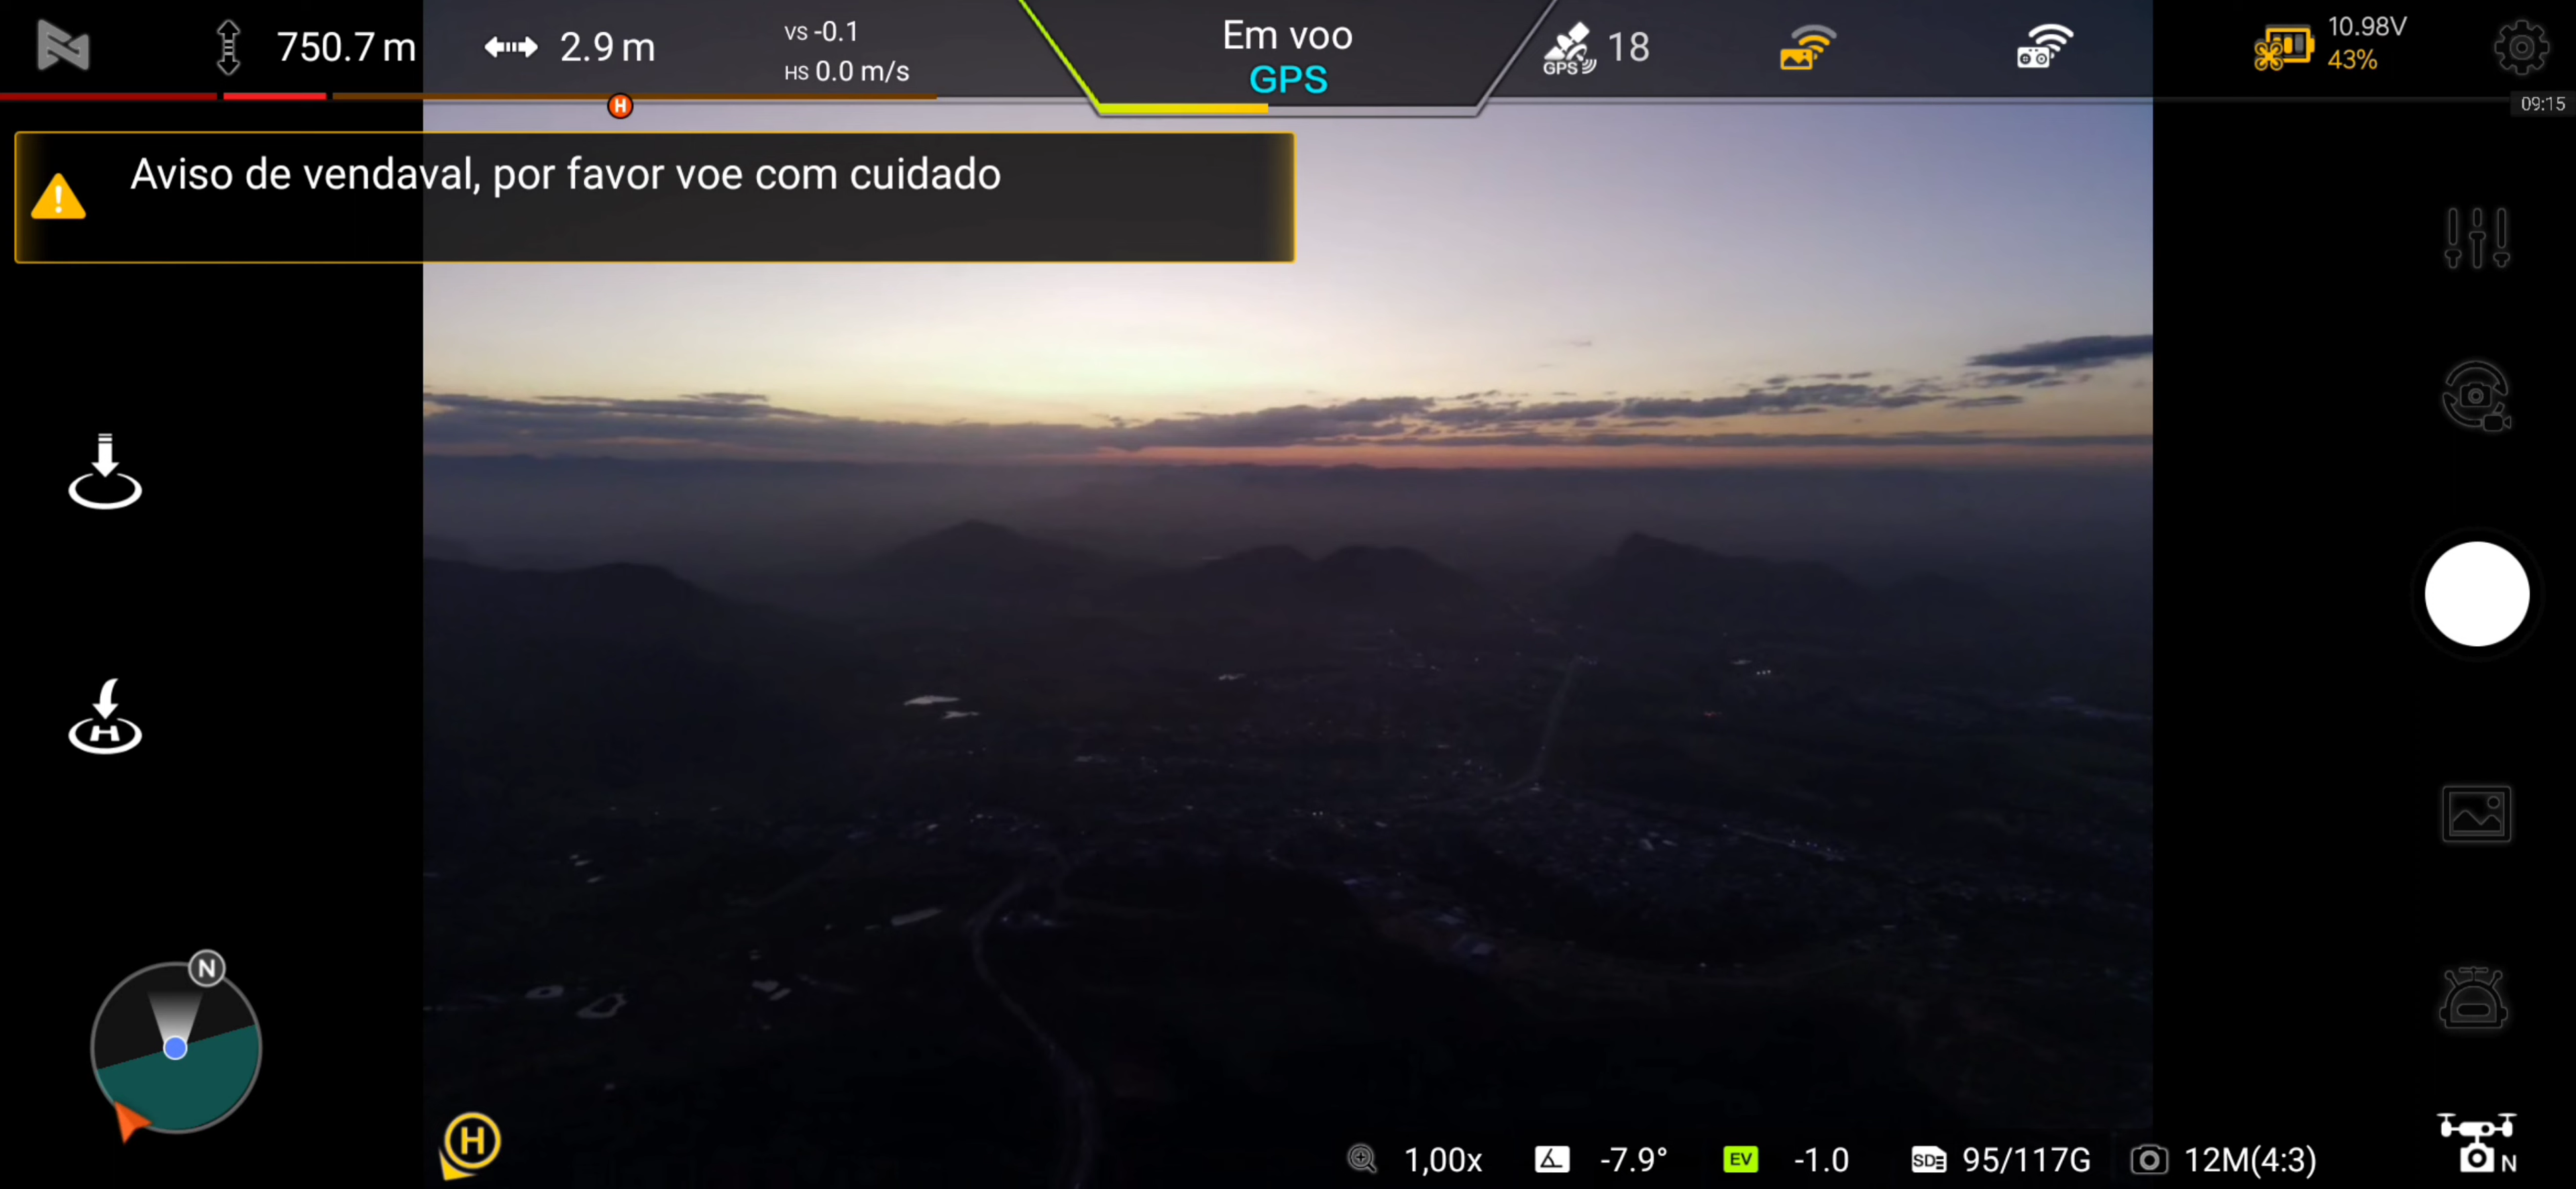 750.7 m
2.9 m
VS -0.1
HS 0.0 m/s
Em voo
GPS
GPS
18
10.98V
43%
09:15
H
Aviso de vendaval, por favor voe com cuidado
H
N
H
1,00x
-7.9°
EV
-1.0
SD
95/117G
12M(4:3)
N